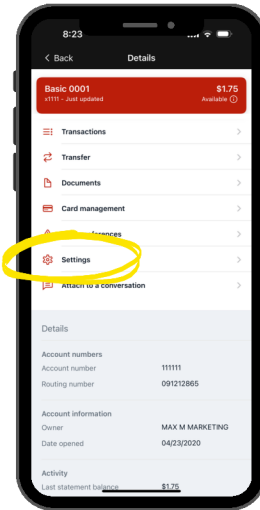 8:23
Back Details
Basic 0001 $1.75
x1111 - Just updated Available
Transactions
Transfer
Documents
Card management
Settings
Attach to a conversation
Details
Account numbers
Account number 111111
Routing number 091212865
Account information
Owner MAX M MARKETING
Date opened 04/23/2020
Activity
Last statement balance $1.75